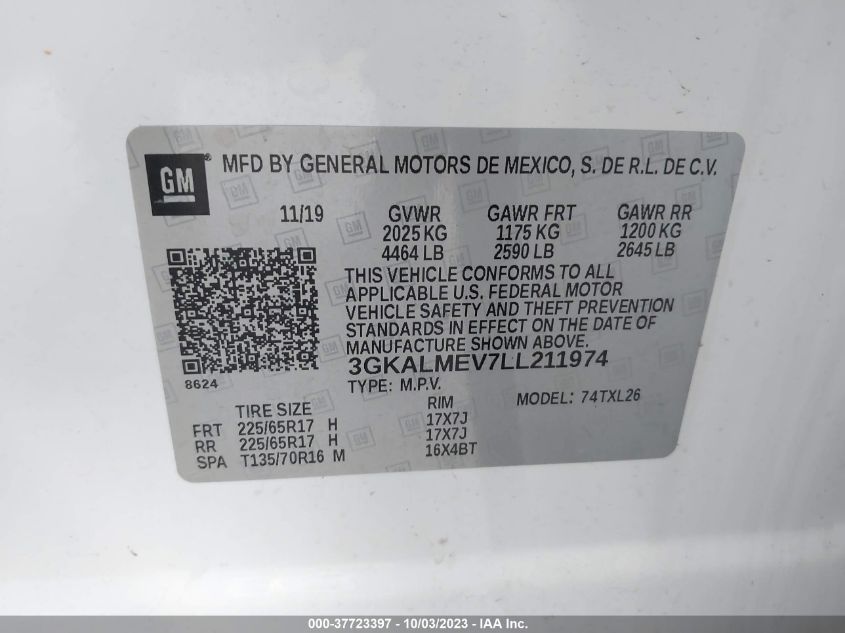 GM ® MFD BY GENERAL MOTORS DE MEXICO, S. DE R.L. DE C.V.
11/19 GVWR GAWR FRT GAWR RR
2025 KG 1175 KG 1200 KG
4464 LB 2590 LB 2645 LB
THIS VEHICLE CONFORMS TO ALL
APPLICABLE U.S. FEDERAL MOTOR
VEHICLE SAFETY AND THEFT PREVENTION
STANDARDS IN EFFECT ON THE DATE OF
MANUFACTURE SHOWN ABOVE.
3GKALMEV7LL211974
8624
TYPE: M.P.V. MODEL: 74TXL26
TIRE SIZE RIM
FRT 225/65R17 H 17X7J
RR 225/65R17 H 17X7J
SPA T135/70R16 M 16X4BT
000-37723397 - 10/03/2023 - IAA Inc.